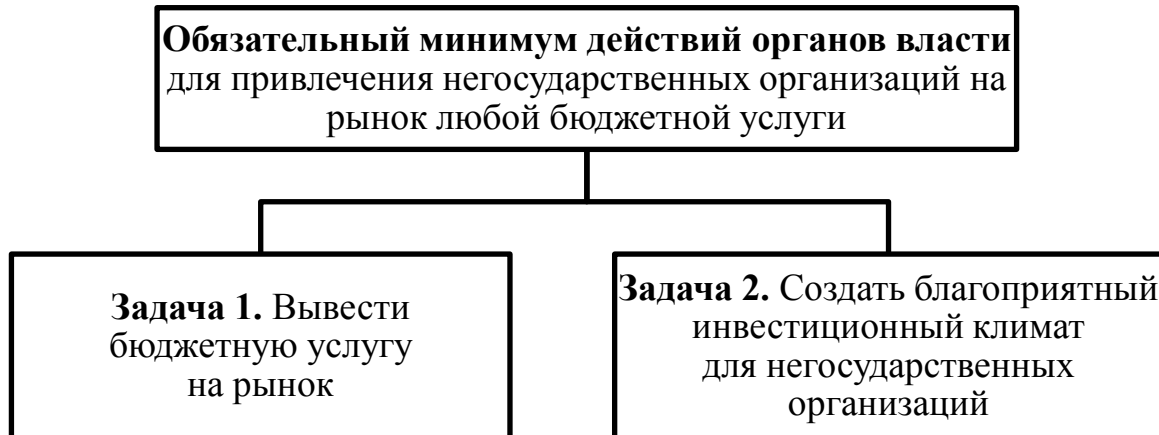 Обязательный минимум действий органов власти
для привлечения негосударственных организаций на
рынок любой бюджетной услуги
Задача 1. Вывести
бюджетную услугу
на рынок
Задача 2. Создать благоприятный
инвестиционный климат
для негосударственных
организаций